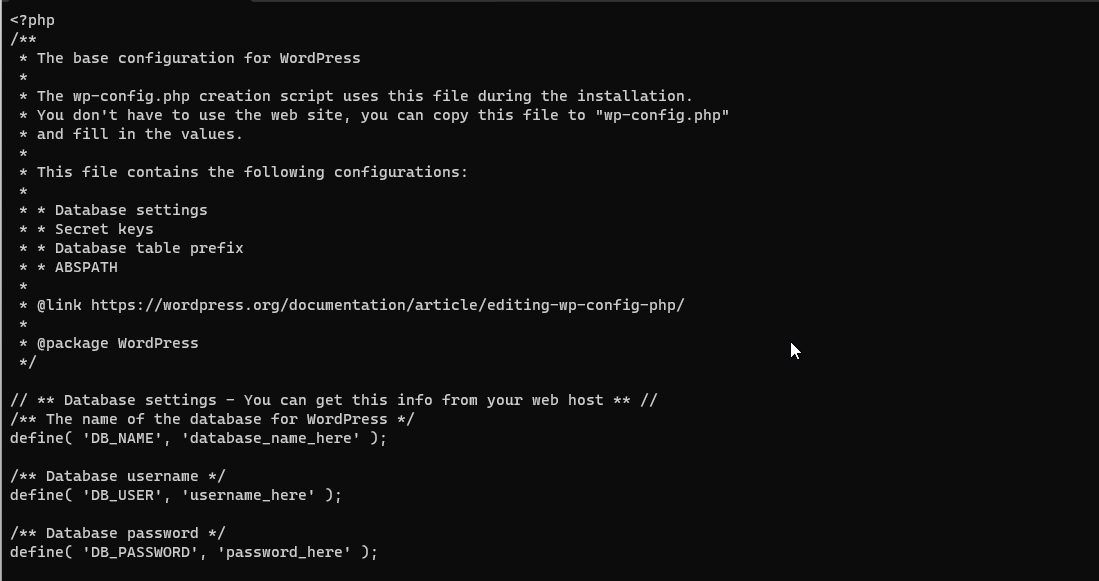 <?php
/**
 * The base configuration for WordPress
 *
 * The wp-config.php creation script uses this file during the installation.
 * You don't have to use the web site, you can copy this file to "wp-config.php"
 * and fill in the values.
 *
 * This file contains the following configurations:
 *
 * * Database settings
 * * Secret keys
 * * Database table prefix
 * * ABSPATH
 *
 * @link https://wordpress.org/documentation/article/editing-wp-config-php/
 *
 * @package WordPress
 */

// ** Database settings - You can get this info from your web host ** //
/** The name of the database for WordPress */
define( 'DB_NAME', 'database_name_here' );

/** Database username */
define( 'DB_USER', 'username_here' );

/** Database password */
define( 'DB_PASSWORD', 'password_here' );